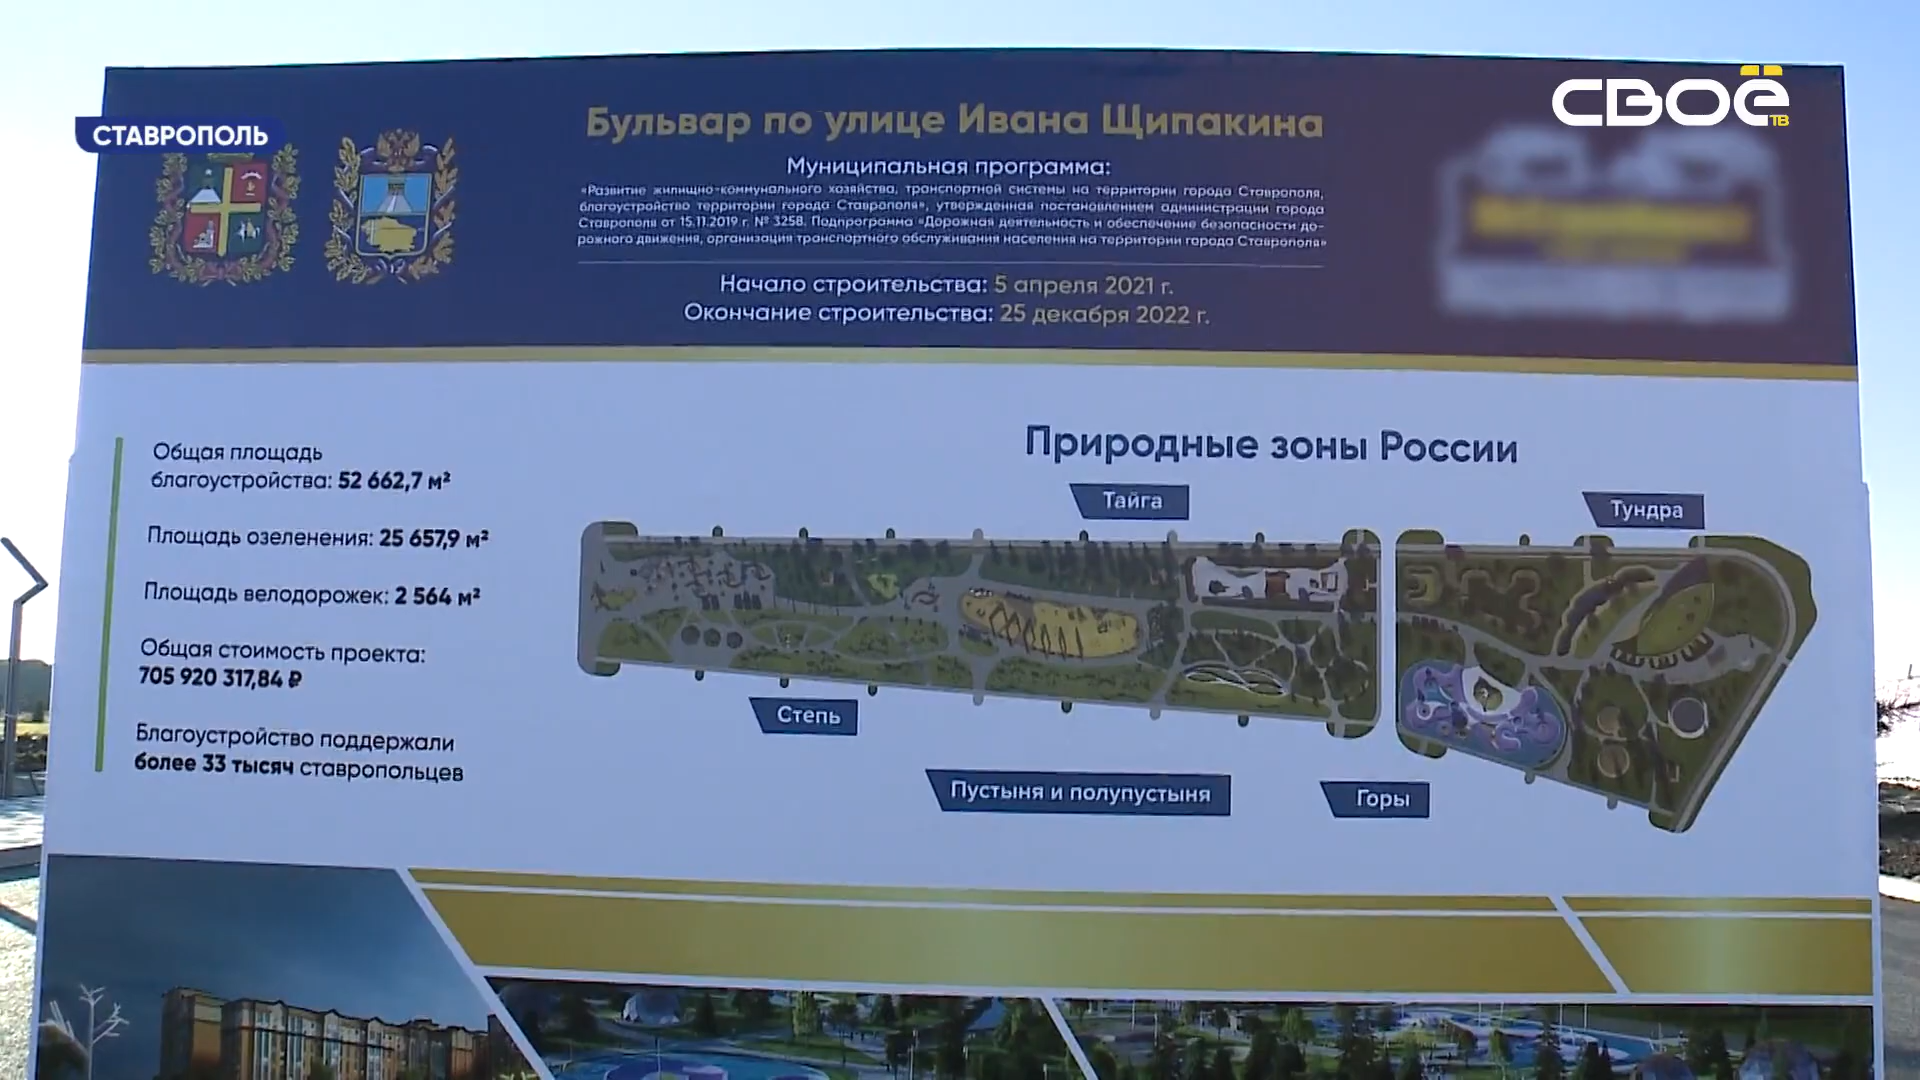 СТАВРОПОЛЬ
СВОЁ
ТВ
Бульвар по улице Ивана Щипакина
Муниципальная программа:
«Развитие жилищно-коммунального хозяйства, транспортной системы на территории города Ставрополя,
благоустройство территории города Ставрополя», утвержденная постановлением администрации города
Ставрополя от 15.11.2019 г. № 3258. Подпрограмма «Дорожная деятельность и обеспечение безопасности до-
рожного движения, организация транспортного обслуживания населения на территории города Ставрополя»
Начало строительства: 5 апреля 2021 г.
Окончание строительства: 25 декабря 2022 г.
Общая площадь
благоустройства: 52 662,7 м²
Площадь озеленения: 25 657,9 м²
Площадь велодорожек: 2 564 м²
Общая стоимость проекта:
705 920 317,84 ₽
Благоустройство поддержали
более 33 тысяч ставропольцев
Природные зоны России
Тайга
Тундра
Степь
Пустыня и полупустыня
Горы